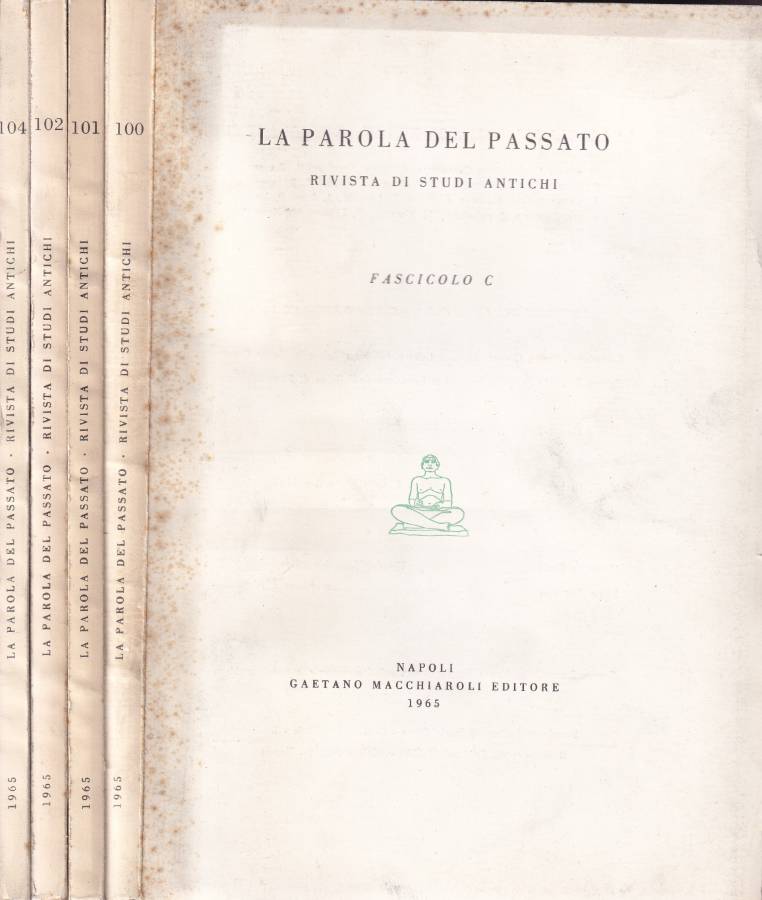 104
LA PAROLA DEL PASSATO · RIVISTA DI STUDI ANTICHI
1965
102
LA PAROLA DEL PASSATO · RIVISTA DI STUDI ANTICHI
1965
101
LA PAROLA DEL PASSATO · RIVISTA DI STUDI ANTICHI
1965
100
LA PAROLA DEL PASSATO · RIVISTA DI STUDI ANTICHI
1965
LA PAROLA DEL PASSATO
RIVISTA DI STUDI ANTICHI
FASCICOLO C
NAPOLI
GAETANO MACCHIAROLI EDITORE
1965